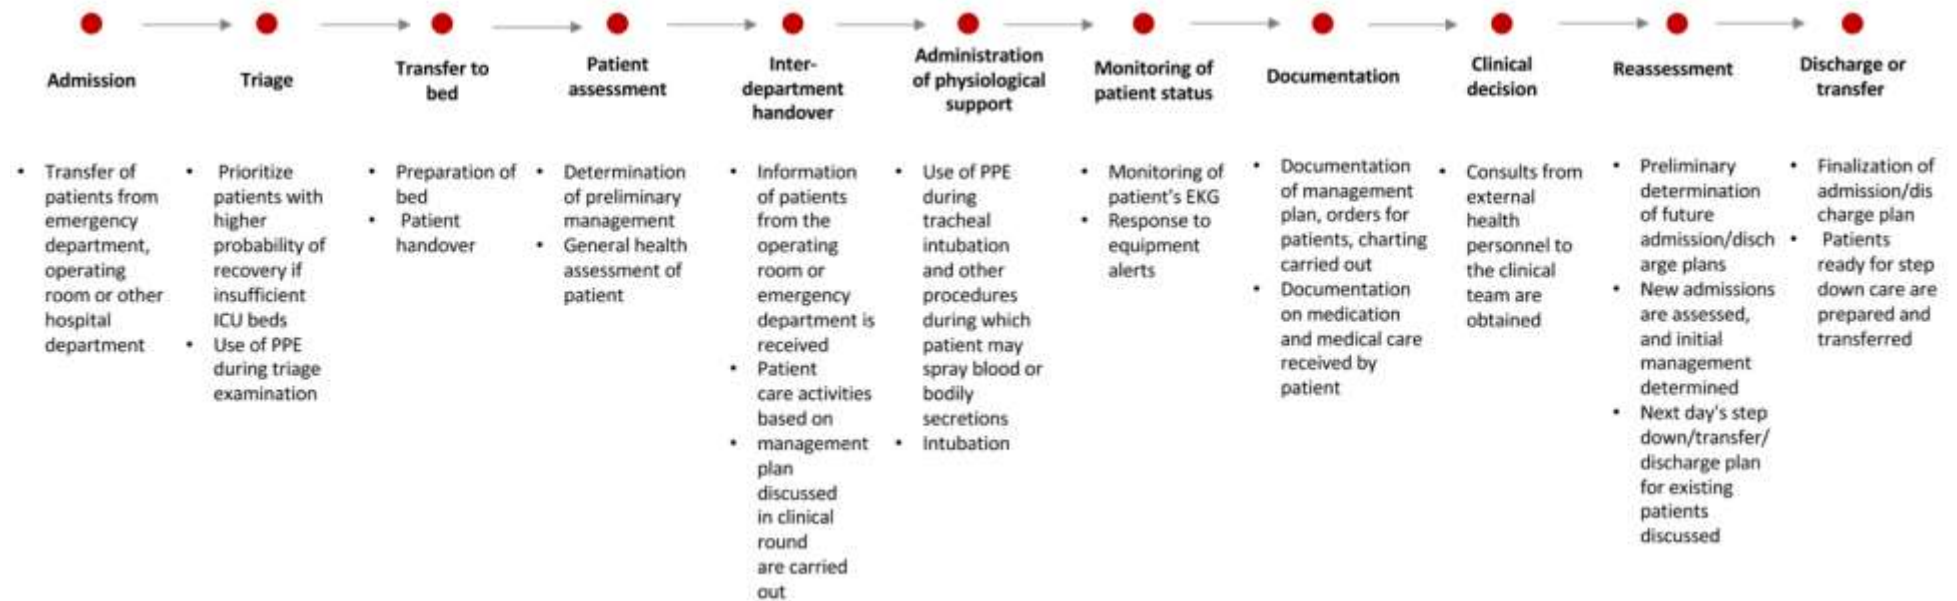 Admission
Triage
Transfer to
bed
Patient
assessment
Inter-
department
handover
Administration
of physiological
support
Monitoring of
patient status
Documentation
Clinical
decision
Reassessment
Discharge or
transfer
• Transfer of
patients from
emergency
department,
operating
room or other
hospital
department
• Prioritize
patients with
higher
probability of
recovery if
insufficient
ICU beds
• Use of PPE
during triage
examination
• Preparation of
bed
• Patient
handover
• Determination
of preliminary
management
• General health
assessment of
patient
• Information
of patients
from the
operating
room or
emergency
department is
received
• Patient
care activities
based on
• management
plan
discussed
in clinical
round
are carried
out
• Use of PPE
during
tracheal
intubation
and other
procedures
during which
patient may
spray blood or
bodily
secretions
• Intubation
• Monitoring of
patient's EKG
• Response to
equipment
alerts
• Documentation
of management
plan, orders for
patients, charting
carried out
• Documentation
on medication
and medical care
received by
patient
• Consults from
external
health
personnel to
the clinical
team are
obtained
• Preliminary
determination
of future
admission/disch
arge plans
• New admissions
are assessed,
and initial
management
determined
• Next day's step
down/transfer/
discharge plan
for existing
patients
discussed
• Finalization of
admission/dis
charge plan
• Patients
ready for step
down care are
prepared and
transferred